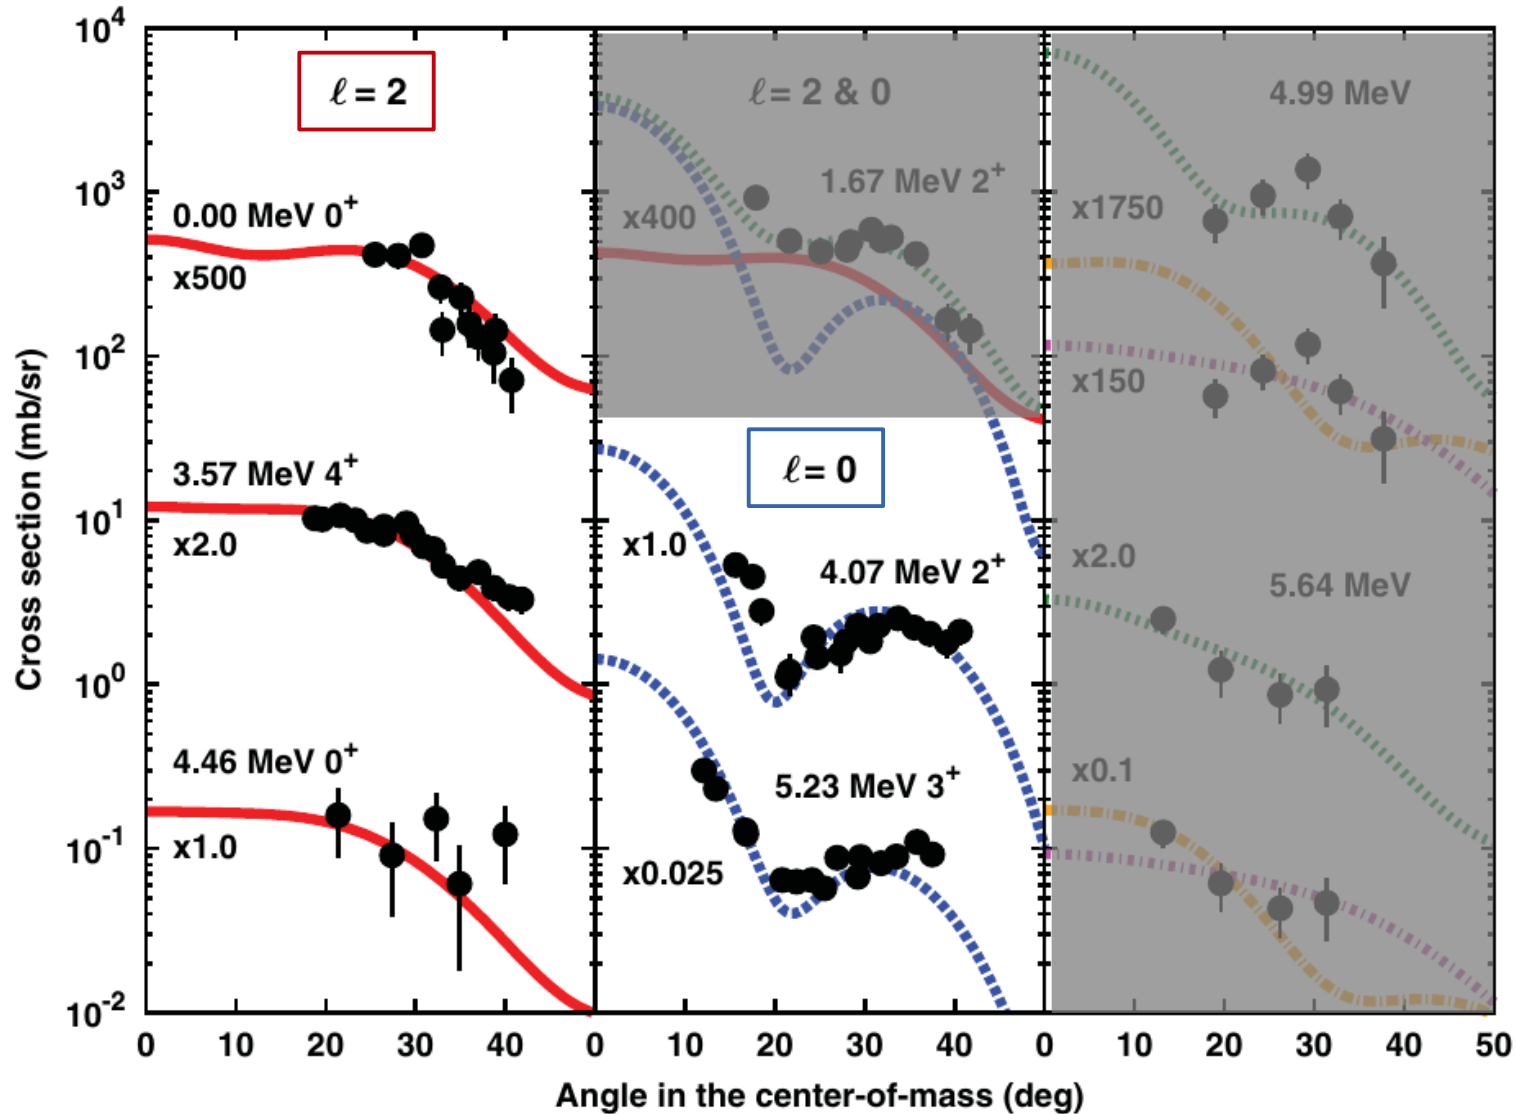 Cross section (mb/sr)
10⁴
10³
10²
10¹
10⁰
10⁻¹
10⁻²
ℓ = 2
0.00 MeV 0⁺
x500
3.57 MeV 4⁺
x2.0
4.46 MeV 0⁺
x1.0
ℓ = 2 & 0
1.67 MeV 2⁺
x400
ℓ = 0
x1.0
4.07 MeV 2⁺
5.23 MeV 3⁺
x0.025
4.99 MeV
x1750
x150
x2.0
5.64 MeV
x0.1
0 10 20 30 40 0 10 20 30 40 0 10 20 30 40 50
Angle in the center-of-mass (deg)